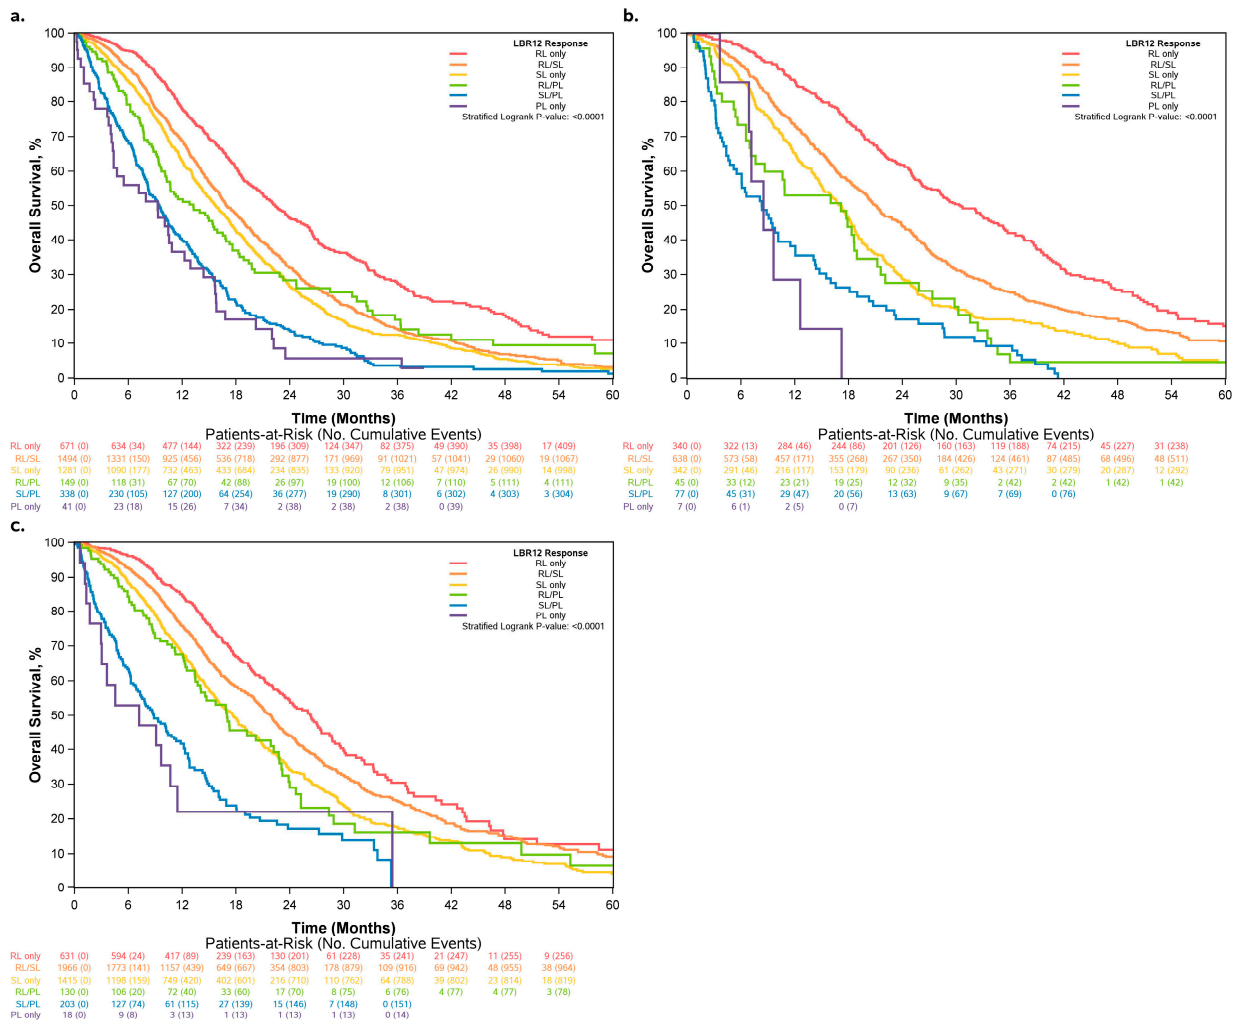 a.
100
90
80
70
60
50
40
30
20
10
0
Overall Survival, %
LBR12 Response
RL only
RL/SL
SL only
RL/PL
SL/PL
PL only
Stratified Logrank P-value: <0.0001
0 6 12 18 24 30 36 42 48 54 60
Time (Months)
Patients-at-Risk (No. Cumulative Events)
RL only 671 (0) 634 (34) 477 (144) 322 (239) 196 (309) 124 (347) 82 (375) 49 (390) 35 (398) 17 (409)
RL/SL 1494 (0) 1331 (150) 925 (456) 536 (718) 292 (877) 171 (969) 91 (1021) 57 (1041) 29 (1060) 19 (1067)
SL only 1281 (0) 1090 (177) 732 (463) 433 (684) 234 (835) 133 (920) 79 (951) 47 (974) 26 (990) 14 (998)
RL/PL 149 (0) 118 (31) 67 (70) 42 (88) 26 (97) 19 (100) 12 (106) 7 (110) 5 (111) 4 (111)
SL/PL 338 (0) 230 (105) 127 (200) 64 (254) 36 (277) 19 (290) 8 (301) 6 (302) 4 (303) 3 (304)
PL only 41 (0) 23 (18) 15 (26) 7 (34) 2 (38) 2 (38) 2 (38) 0 (39)
b.
100
90
80
70
60
50
40
30
20
10
0
Overall Survival, %
LBR12 Response
RL only
RL/SL
SL only
RL/PL
SL/PL
PL only
Stratified Logrank P-value: <0.0001
0 6 12 18 24 30 36 42 48 54 60
Time (Months)
Patients-at-Risk (No. Cumulative Events)
RL only 340 (0) 322 (13) 284 (46) 244 (86) 201 (126) 160 (163) 119 (188) 74 (215) 45 (227) 31 (238)
RL/SL 638 (0) 573 (58) 457 (171) 355 (268) 267 (350) 184 (426) 124 (461) 87 (485) 68 (496) 48 (511)
SL only 342 (0) 291 (46) 216 (117) 153 (179) 90 (236) 61 (262) 43 (271) 30 (279) 20 (287) 12 (292)
RL/PL 45 (0) 33 (12) 23 (21) 19 (25) 12 (32) 9 (35) 2 (42) 2 (42) 1 (42) 1 (42)
SL/PL 77 (0) 45 (31) 29 (47) 20 (56) 13 (63) 9 (67) 7 (69) 0 (76)
PL only 7 (0) 6 (1) 2 (5) 0 (7)
c.
100
90
80
70
60
50
40
30
20
10
0
Overall Survival, %
LBR12 Response
RL only
RL/SL
SL only
RL/PL
SL/PL
PL only
Stratified Logrank P-value: <0.0001
0 6 12 18 24 30 36 42 48 54 60
Time (Months)
Patients-at-Risk (No. Cumulative Events)
RL only 631 (0) 594 (24) 417 (89) 239 (163) 130 (201) 61 (228) 35 (241) 21 (247) 11 (255) 9 (256)
RL/SL 1966 (0) 1773 (141) 1157 (439) 649 (667) 354 (803) 178 (879) 109 (916) 69 (942) 48 (955) 38 (964)
SL only 1415 (0) 1198 (159) 749 (420) 402 (601) 216 (710) 110 (762) 64 (788) 39 (802) 23 (814) 18 (819)
RL/PL 130 (0) 106 (20) 72 (40) 33 (60) 17 (70) 8 (75) 6 (76) 4 (77) 4 (77) 3 (78)
SL/PL 203 (0) 127 (74) 61 (115) 27 (139) 15 (146) 7 (148) 0 (151)
PL only 18 (0) 9 (8) 3 (13) 1 (13) 1 (13) 1 (13) 0 (14)